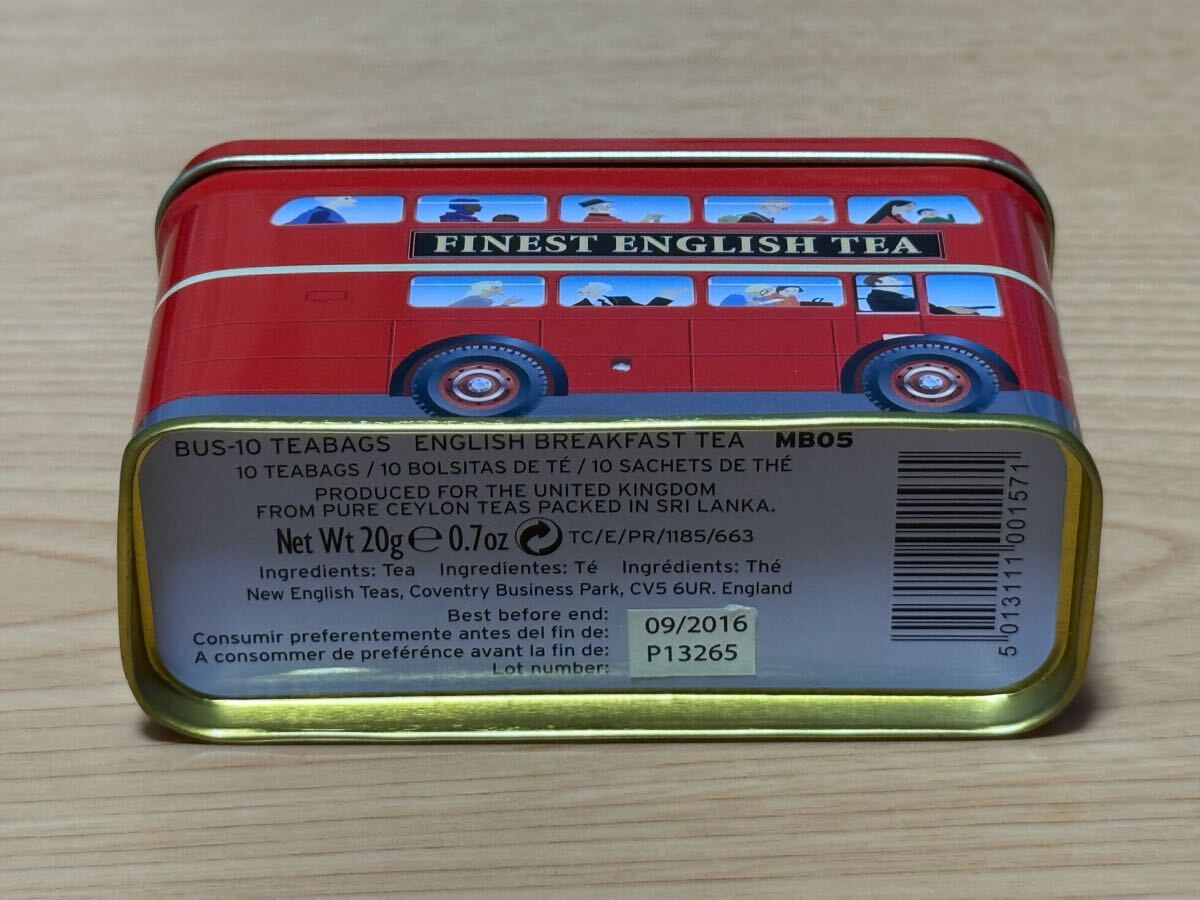 FINEST ENGLISH TEA
BUS-10 TEABAGS ENGLISH BREAKFAST TEA MB05
10 TEABAGS / 10 BOLSITAS DE TÉ / 10 SACHETS DE THÉ
PRODUCED FOR THE UNITED KINGDOM
FROM PURE CEYLON TEAS PACKED IN SRI LANKA.
Net Wt 20g ℮ 0.7oz TC/E/PR/1185/663
Ingredients: Tea Ingredientes: Té Ingrédients: Thé
New English Teas, Coventry Business Park, CV5 6UR. England
Best before end:
Consumir preferentemente antes del fin de: 09/2016
A consommer de preférénce avant la fin de: P13265
Lot number:
5 013111 001571